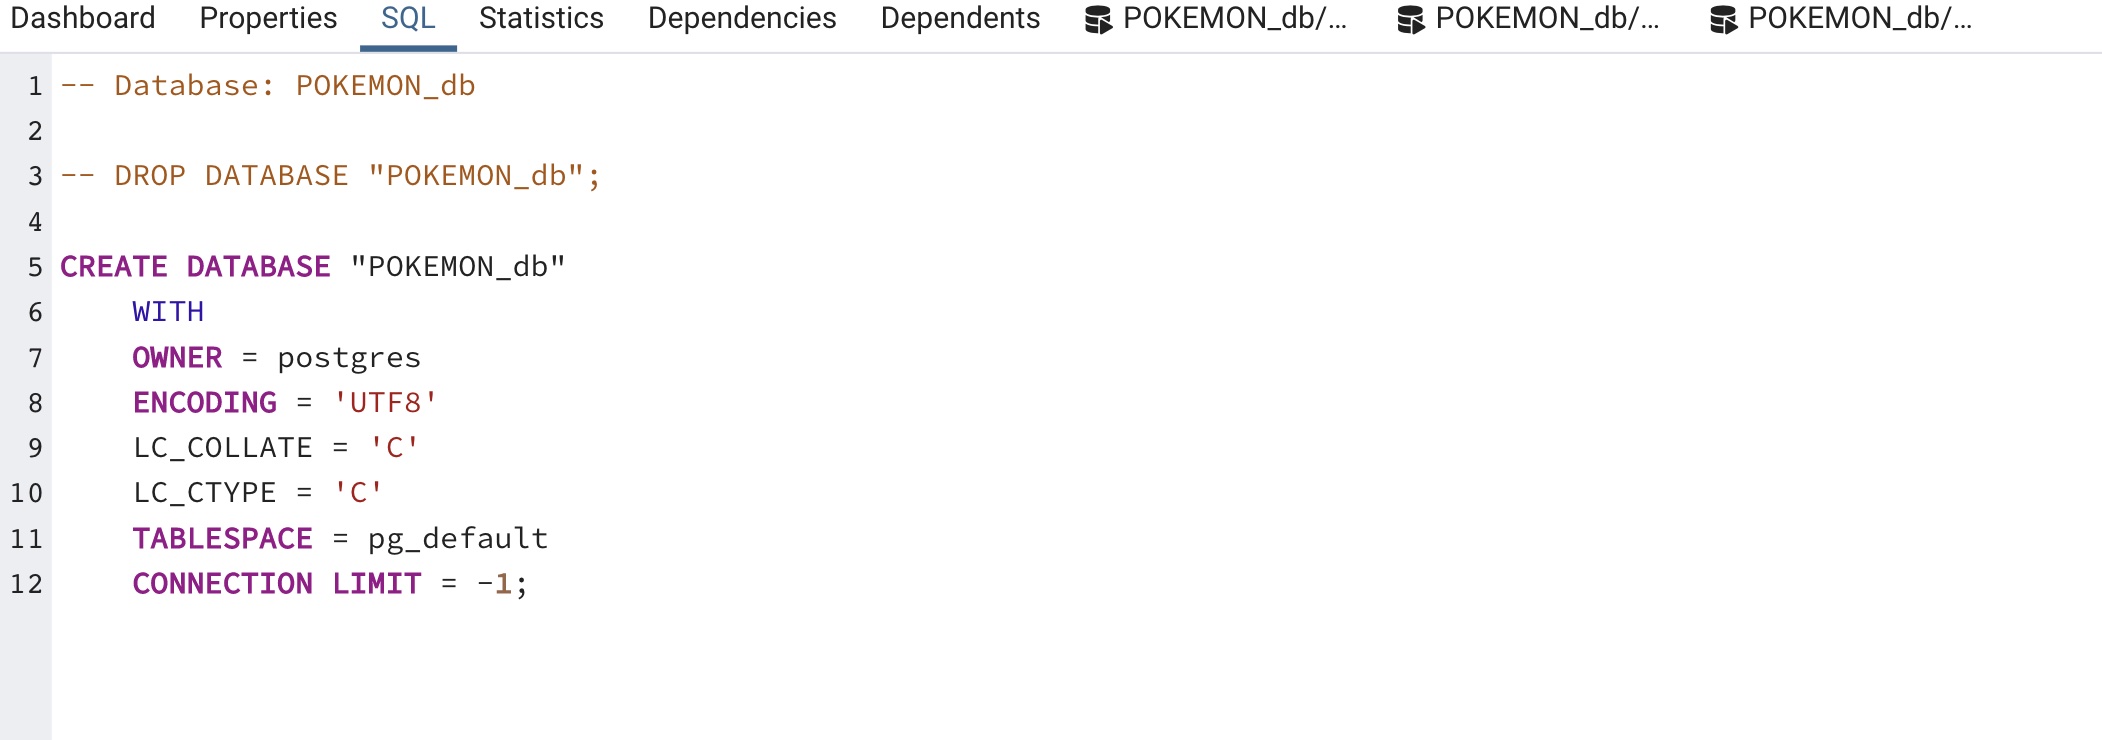 Dashboard Properties SQL Statistics Dependencies Dependents POKEMON_db/... POKEMON_db/... POKEMON_db/...
1 -- Database: POKEMON_db
2
3 -- DROP DATABASE "POKEMON_db";
4
5 CREATE DATABASE "POKEMON_db"
6     WITH
7     OWNER = postgres
8     ENCODING = 'UTF8'
9     LC_COLLATE = 'C'
10     LC_CTYPE = 'C'
11     TABLESPACE = pg_default
12     CONNECTION LIMIT = -1;